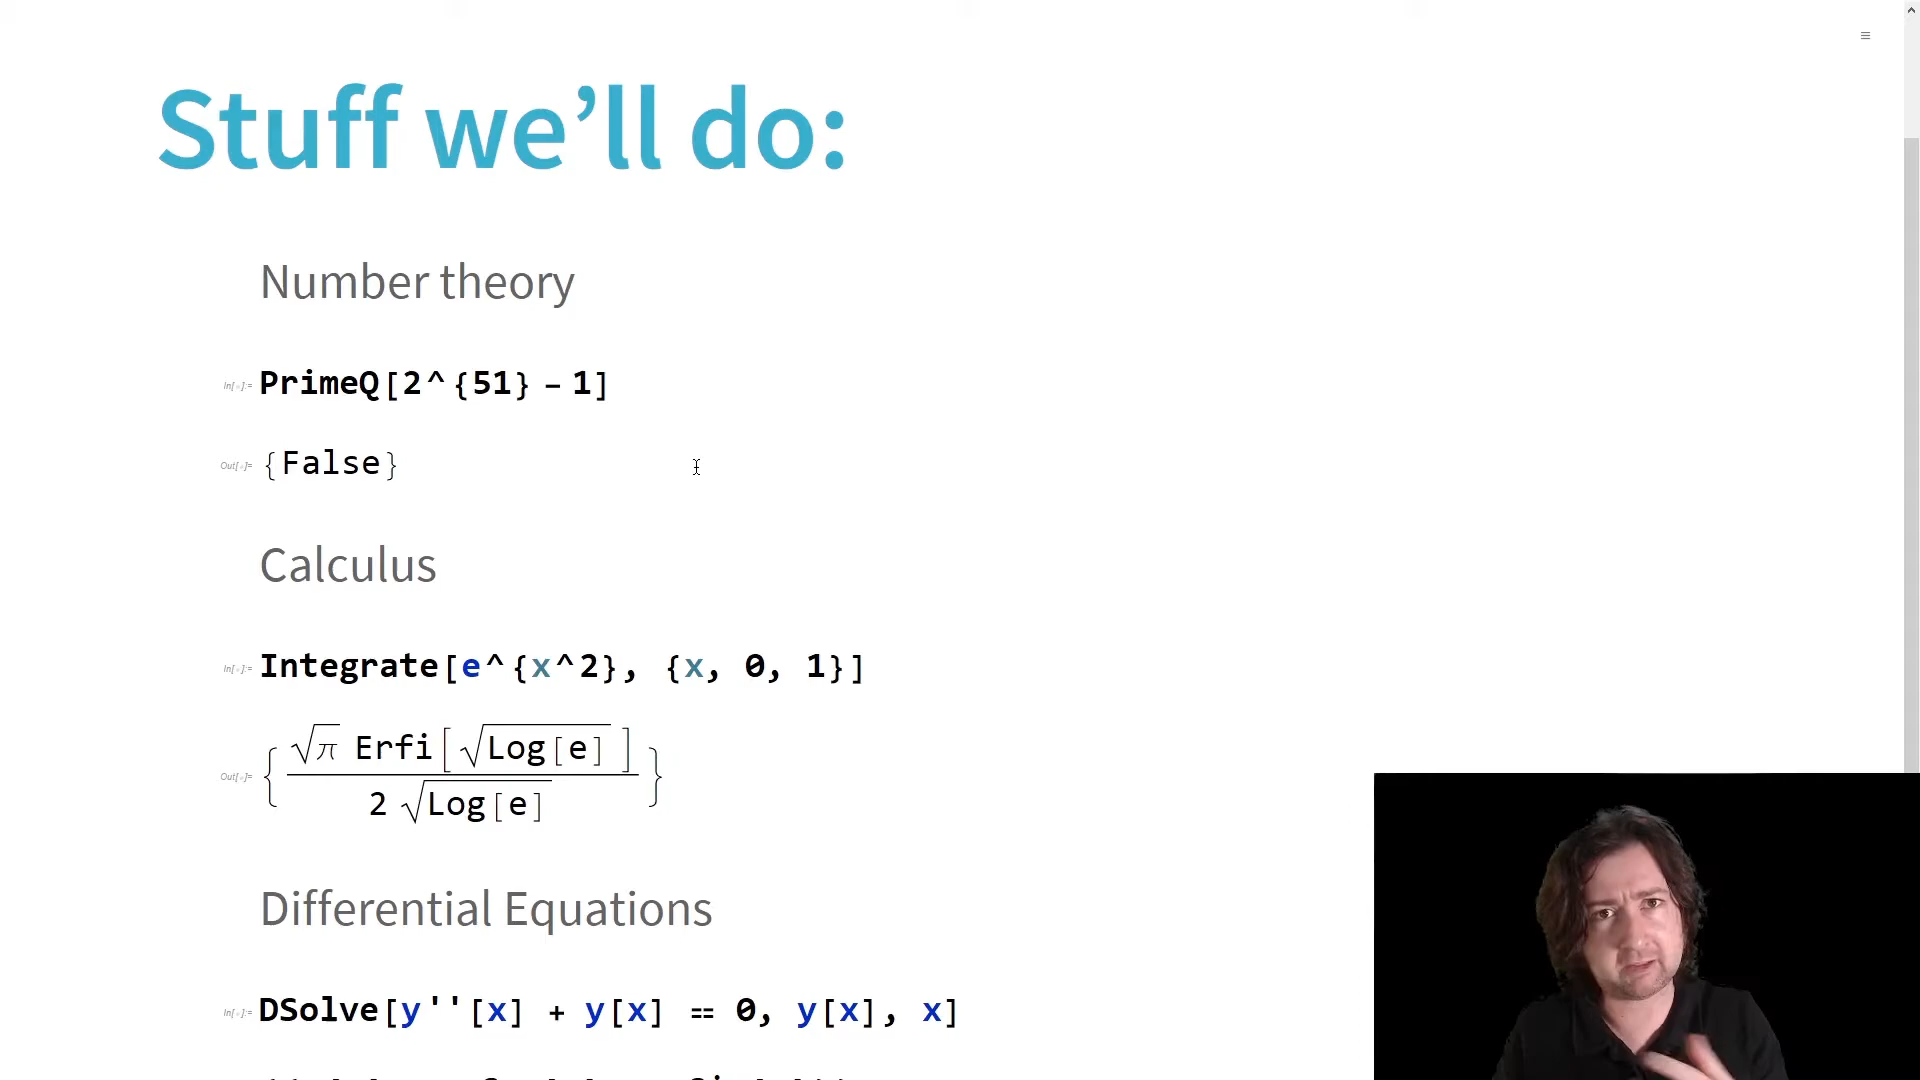 Stuff we’ll do:
Number theory
In[ ]:= PrimeQ[2^{51} – 1]
Out[ ]= {False}
Calculus
In[ ]:= Integrate[e^{x^2}, {x, 0, 1}]
Out[ ]= {√π Erfi[√Log[e] ]
2 √Log[e]}
Differential Equations
In[ ]:= DSolve[y''[x] + y[x] == 0, y[x], x]